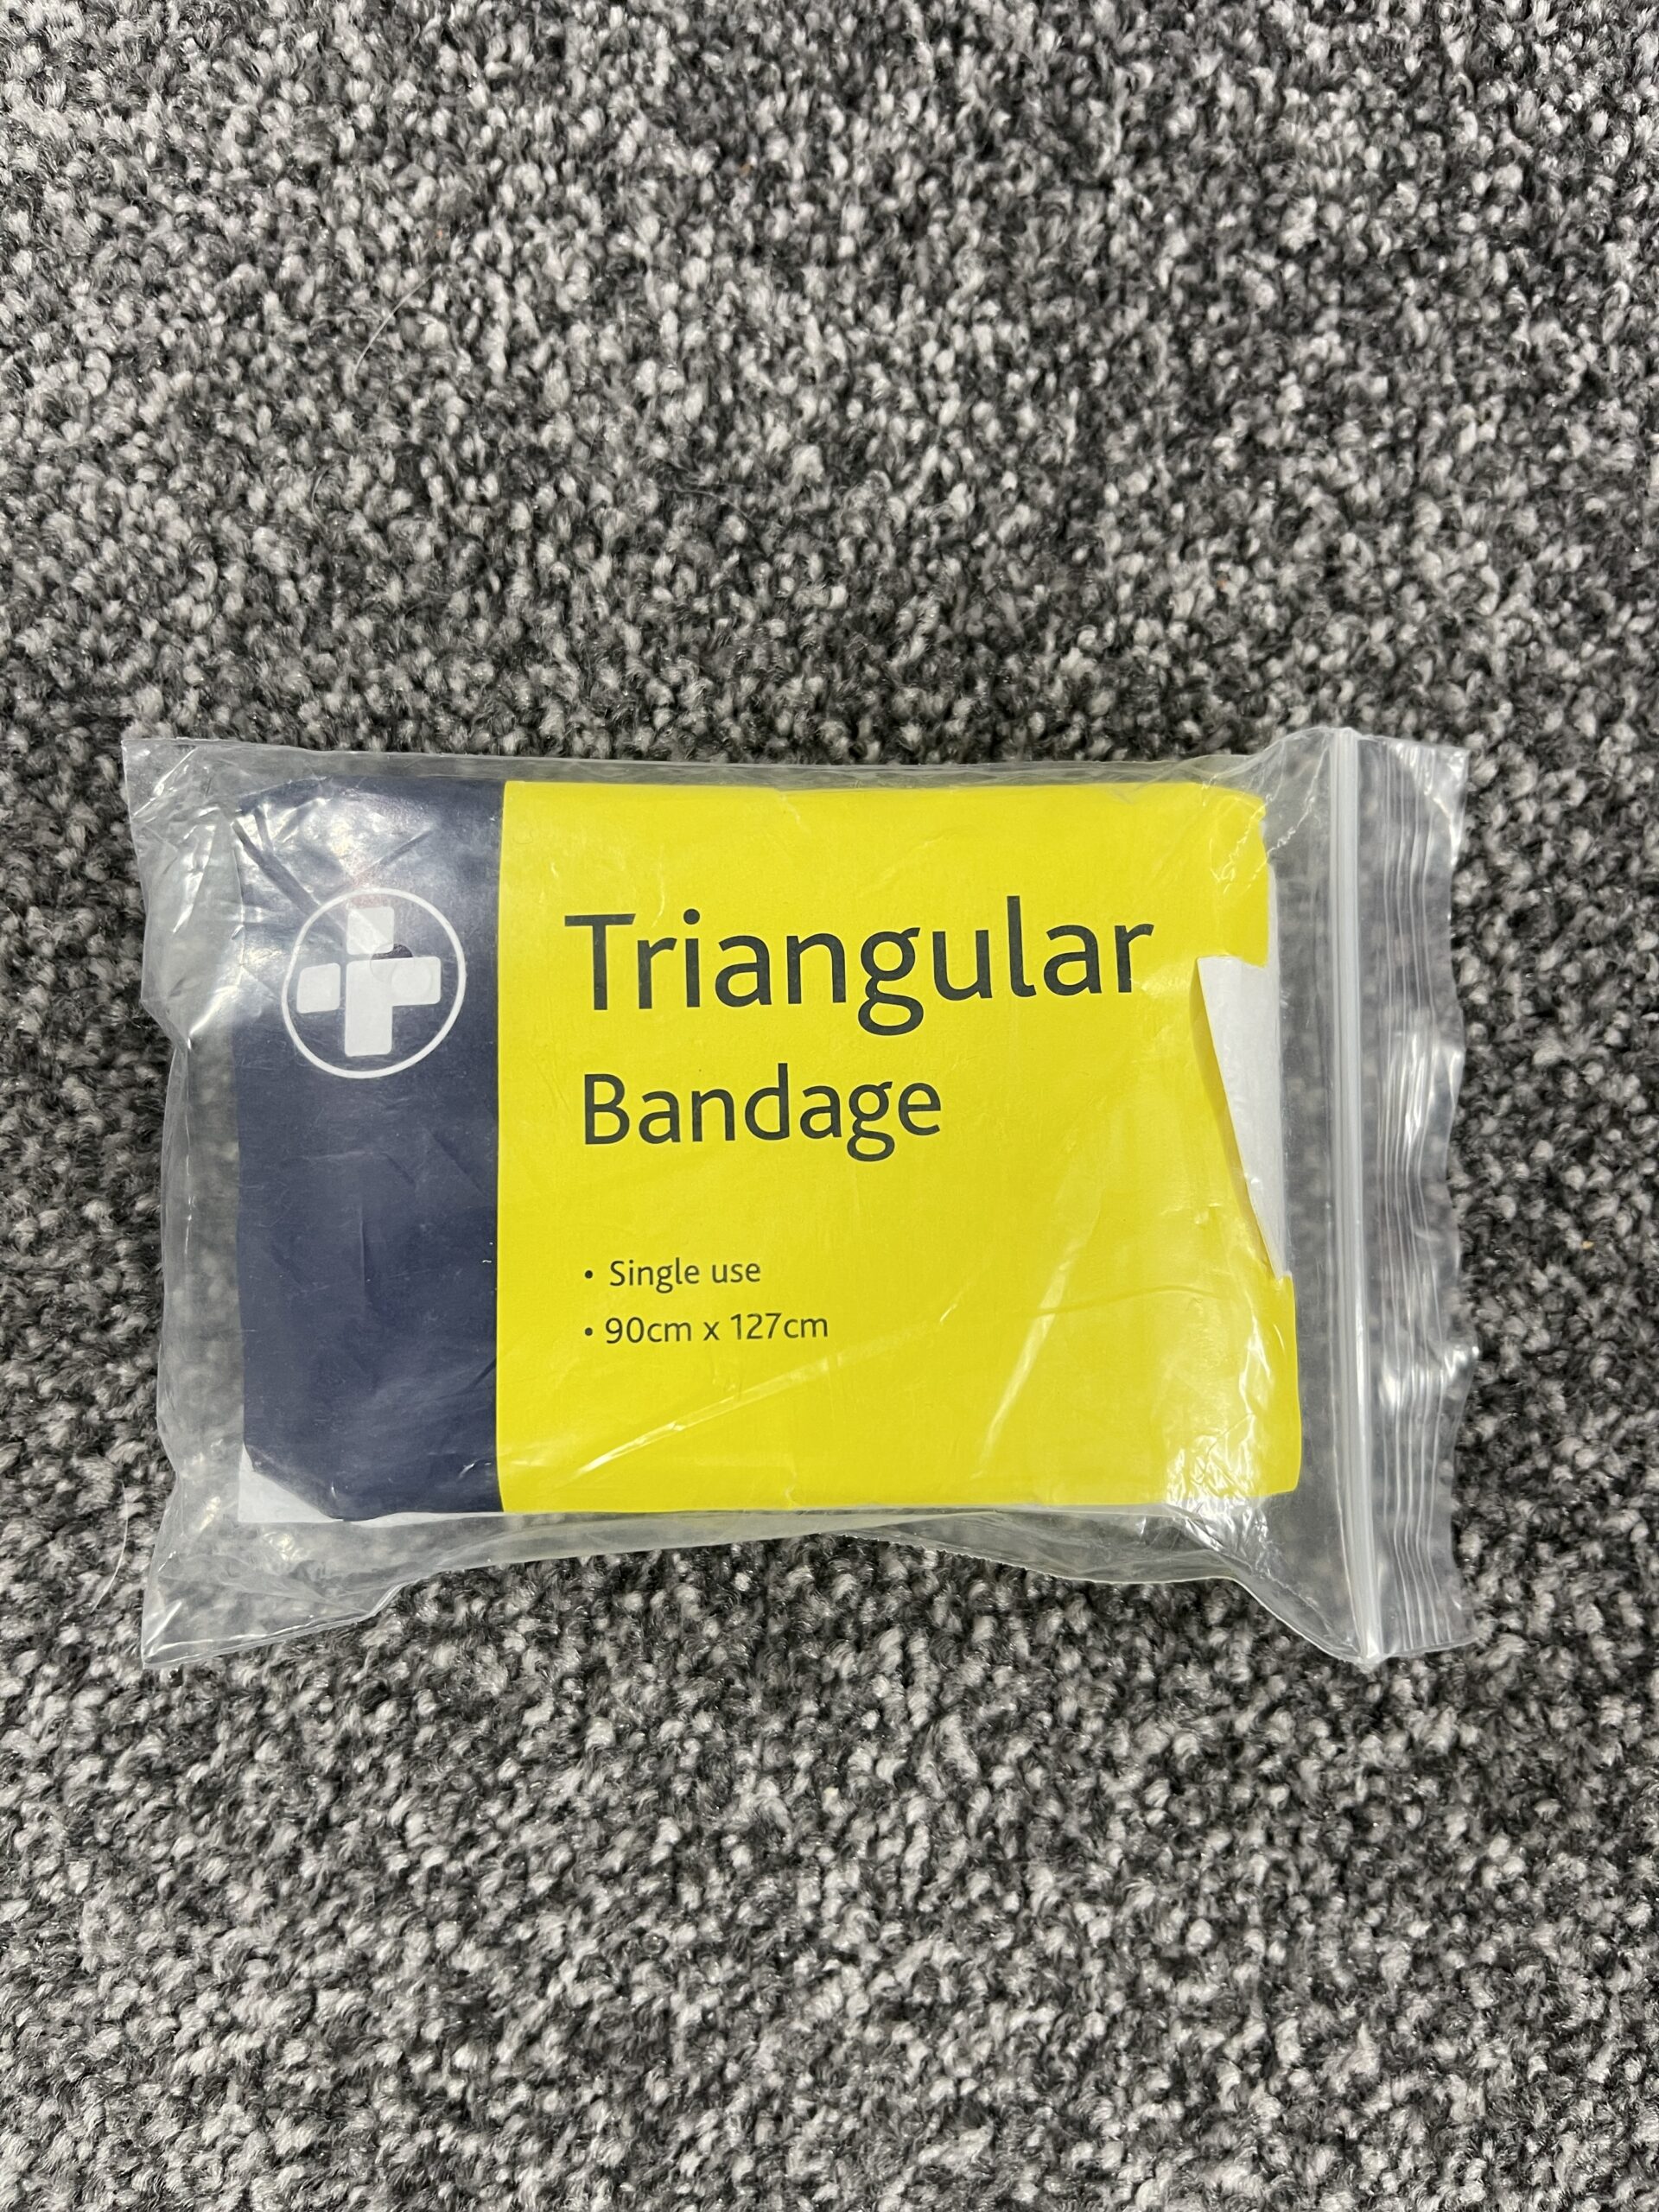 Triangular
Bandage
• Single use
• 90cm x 127cm